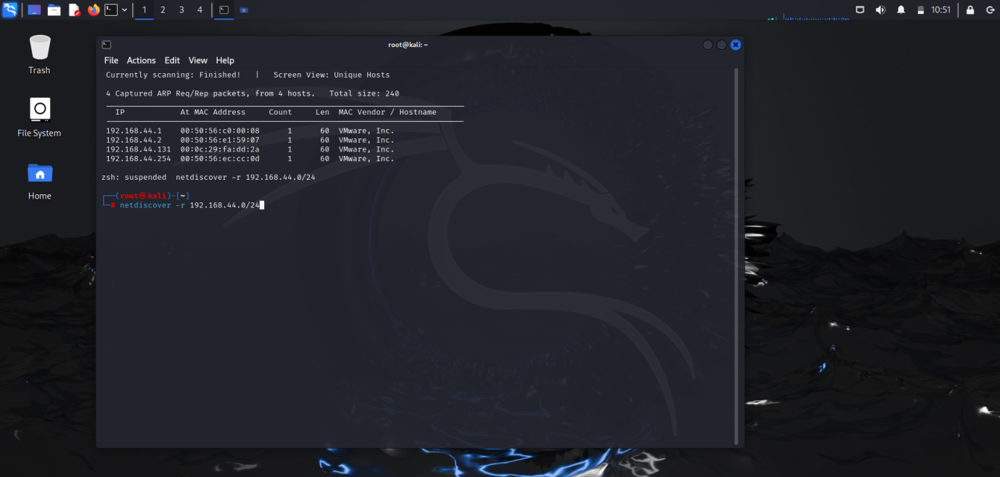 1 2 3 4 10:51
Trash
File System
Home
root@kali: ~
File Actions Edit View Help
Currently scanning: Finished! | Screen View: Unique Hosts
4 Captured ARP Req/Rep packets, from 4 hosts. Total size: 240
IP At MAC Address Count Len MAC Vendor / Hostname
192.168.44.1 00:50:56:c0:00:08 1 60 VMware, Inc.
192.168.44.2 00:50:56:e1:59:07 1 60 VMware, Inc.
192.168.44.131 00:0c:29:fa:dd:2a 1 60 VMware, Inc.
192.168.44.254 00:50:56:ec:cc:0d 1 60 VMware, Inc.
zsh: suspended netdiscover -r 192.168.44.0/24
┌──(root㉿kali)-[~]
└─# netdiscover -r 192.168.44.0/24